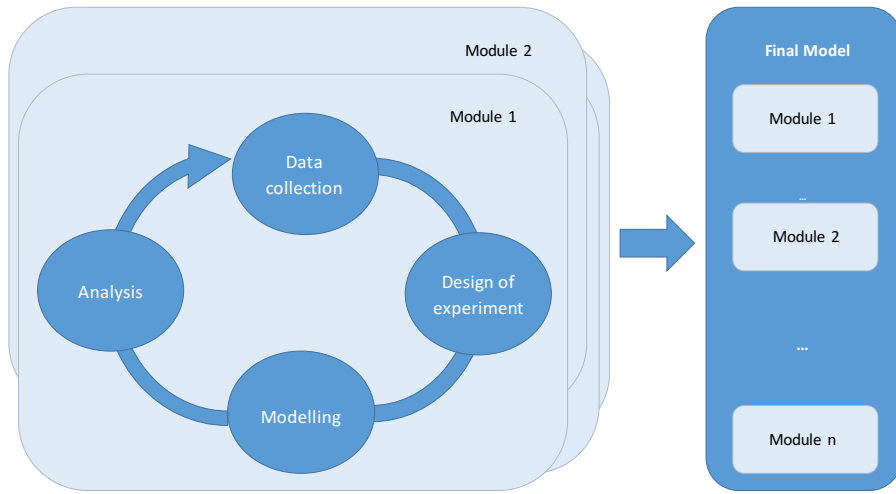 Module 2
Module 1
Data
collection
Design of
experiment
Modelling
Analysis
Final Model
Module 1
...
Module 2
...
Module n